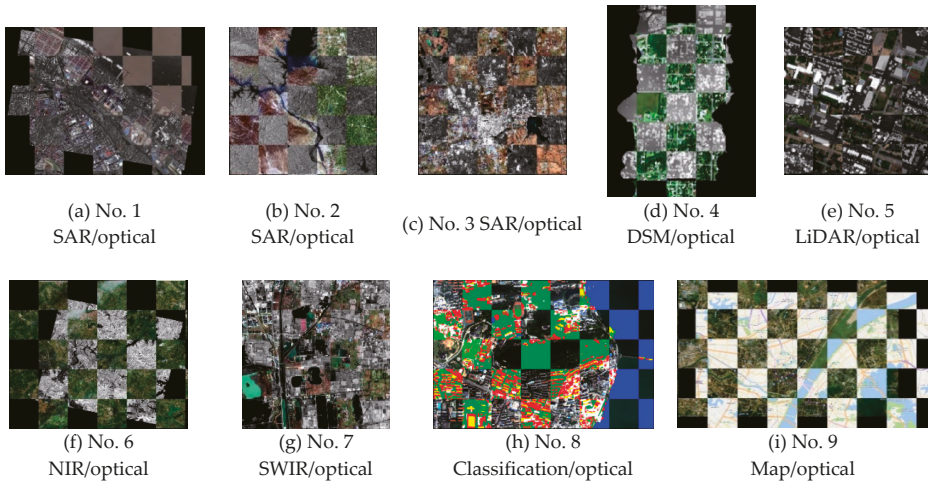 (a) No. 1
SAR/optical
(b) No. 2
SAR/optical
(c) No. 3 SAR/optical
(d) No. 4
DSM/optical
(e) No. 5
LiDAR/optical
(f) No. 6
NIR/optical
(g) No. 7
SWIR/optical
(h) No. 8
Classification/optical
(i) No. 9
Map/optical